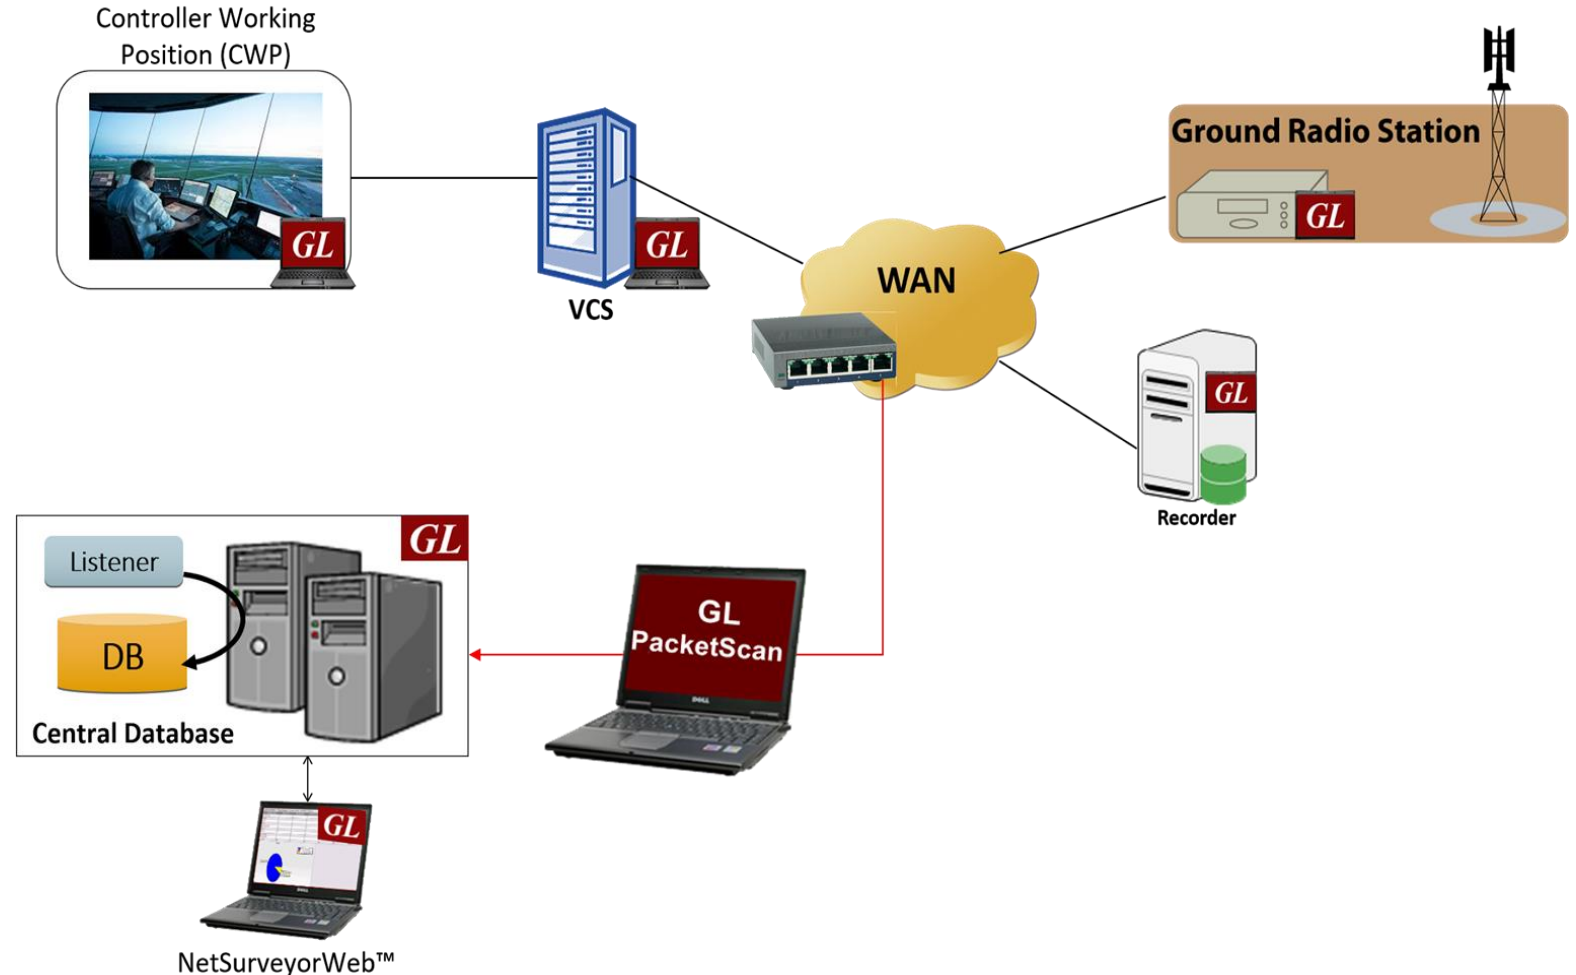 Controller Working
Position (CWP)
GL
GL
VCS
WAN
Ground Radio Station
GL
GL
Recorder
GL
Listener
DB
Central Database
GL
PacketScan
DELL
GL
NetSurveyorWeb™